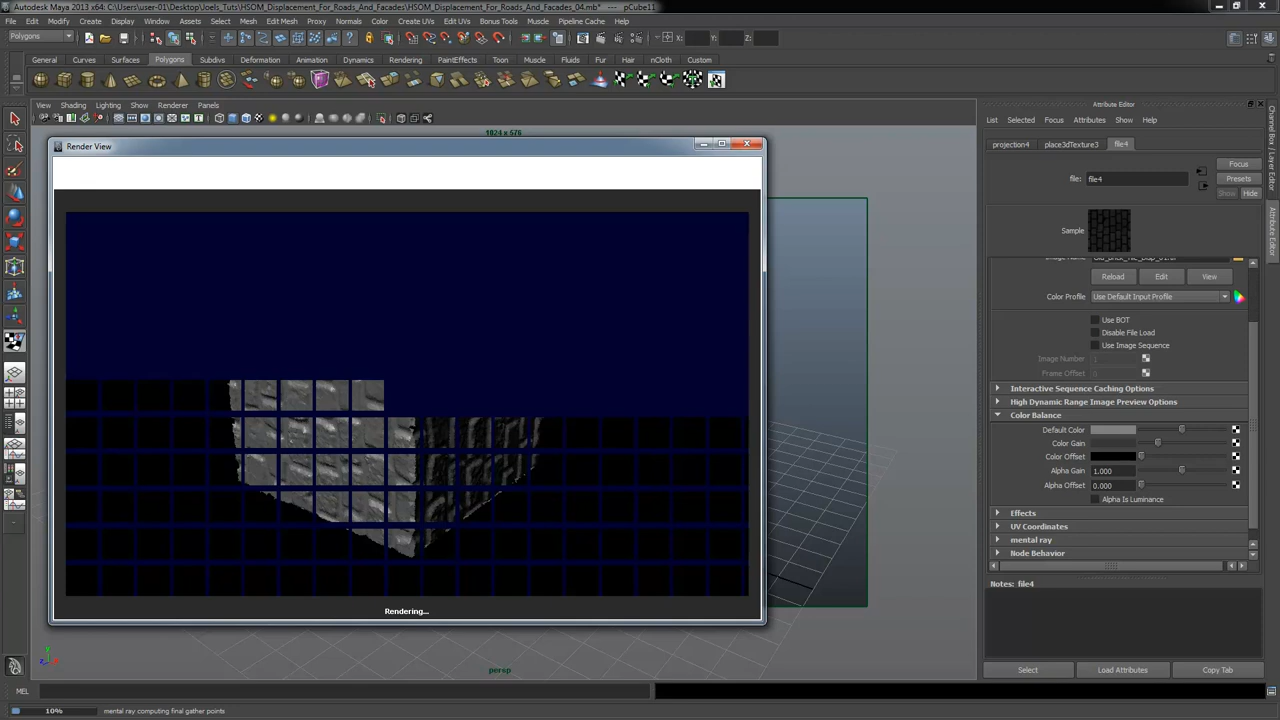 Autodesk Maya 2013 x64: C:\Users\user-01\Desktop\Joels_Tuts\HSOM_Displacement_For_Roads_And_Facades\HSOM_Displacement_For_Roads_And_Facades_04.mb* --- pCube11
File Edit Modify Create Display Window Assets Select Mesh Edit Mesh Proxy Normals Color Create UVs Edit UVs Bonus Tools Muscle Pipeline Cache Help
Polygons X: Y: Z:
General Curves Surfaces Polygons Subdivs Deformation Animation Dynamics Rendering PaintEffects Toon Muscle Fluids Fur Hair nCloth Custom
View Shading Lighting Show Renderer Panels
1024 x 576
Render View
Rendering...
persp
Attribute Editor
List Selected Focus Attributes Show Help
projection4 place3dTexture3 file4
Focus
file: file4
Presets
Show Hide
Sample
Reload Edit View
Color Profile Use Default Input Profile
Use BOT
Disable File Load
Use Image Sequence
Image Number 1
Frame Offset 0
Interactive Sequence Caching Options
High Dynamic Range Image Preview Options
Color Balance
Default Color
Color Gain
Color Offset
Alpha Gain 1.000
Alpha Offset 0.000
Alpha Is Luminance
Effects
UV Coordinates
mental ray
Node Behavior
Notes: file4
Select Load Attributes Copy Tab
Channel Box / Layer Editor
Attribute Editor
MEL
10% mental ray computing final gather points